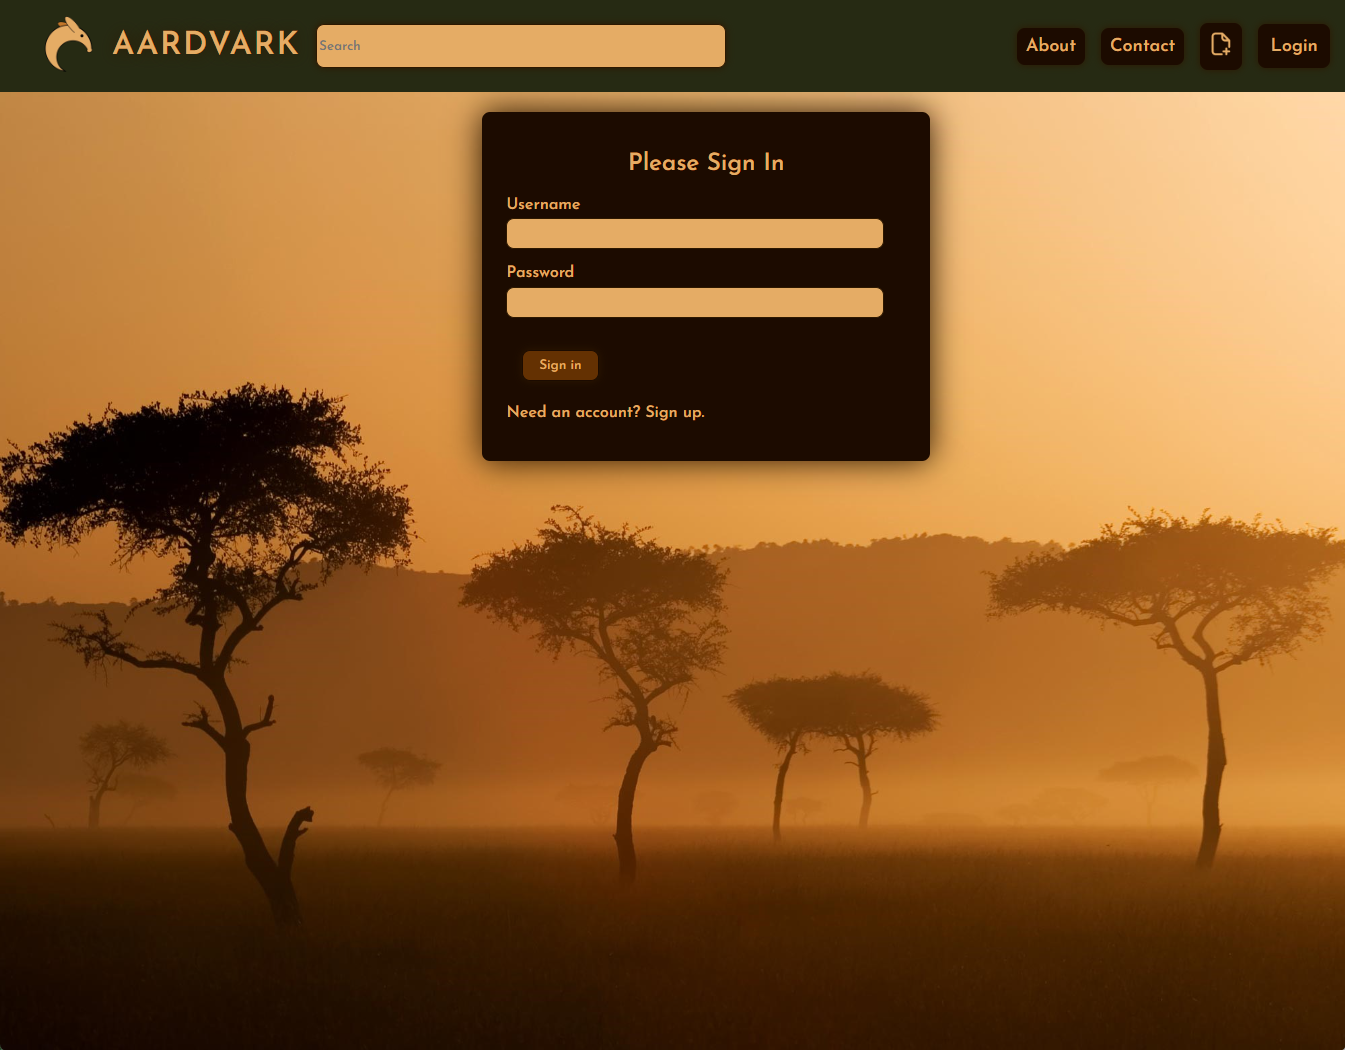 AARDVARK
Search
About
Contact
Login
Please Sign In
Username
Password
Sign in
Need an account? Sign up.